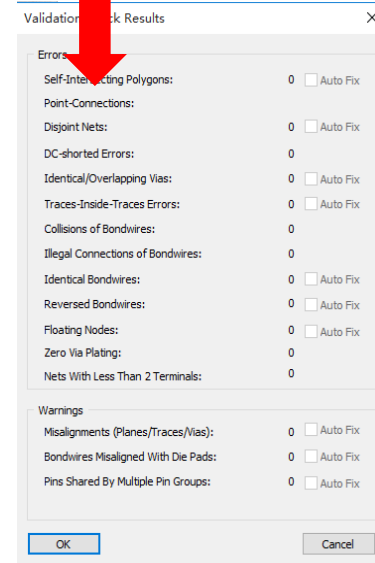 Validation ck Results
Errors
Self-Inter cting Polygons: 0 Auto Fix
Point-Connections:
Disjoint Nets: 0 Auto Fix
DC-shorted Errors: 0
Identical/Overlapping Vias: 0 Auto Fix
Traces-Inside-Traces Errors: 0 Auto Fix
Collisions of Bondwires: 0
Illegal Connections of Bondwires: 0
Identical Bondwires: 0 Auto Fix
Reversed Bondwires: 0 Auto Fix
Floating Nodes: 0 Auto Fix
Zero Via Plating: 0
Nets With Less Than 2 Terminals: 0
Warnings
Misalignments (Planes/Traces/Vias): 0 Auto Fix
Bondwires Misaligned With Die Pads: 0 Auto Fix
Pins Shared By Multiple Pin Groups: 0 Auto Fix
OK Cancel